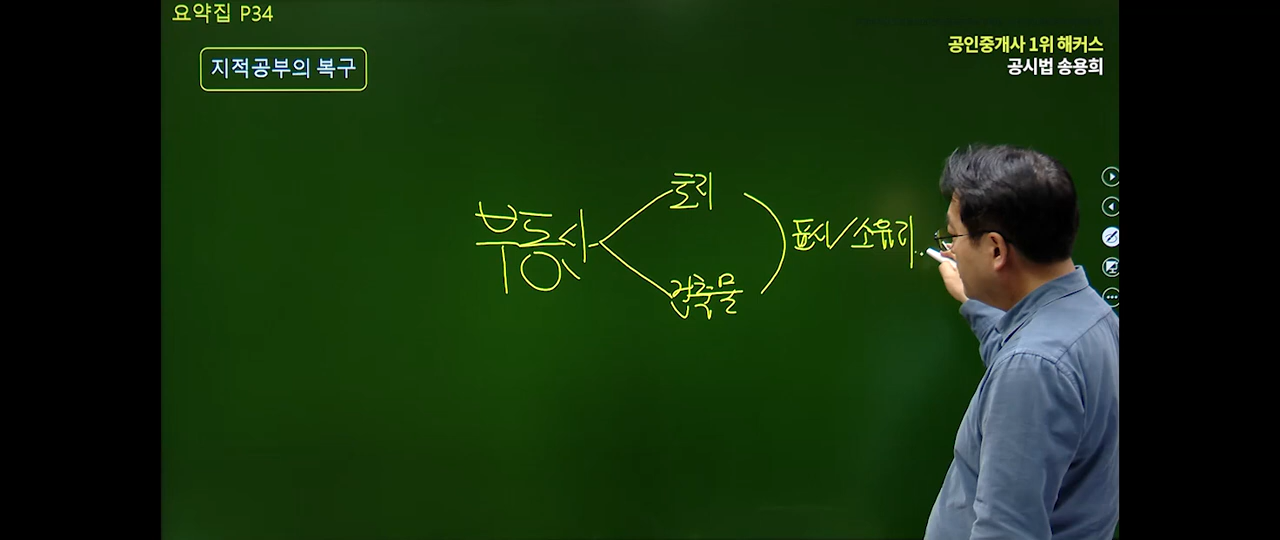 요약집 P34
지적공부의 복구
공인중개사 1위 해커스
공시법 송용희
토지
부동산
표시/소유자..
건축물